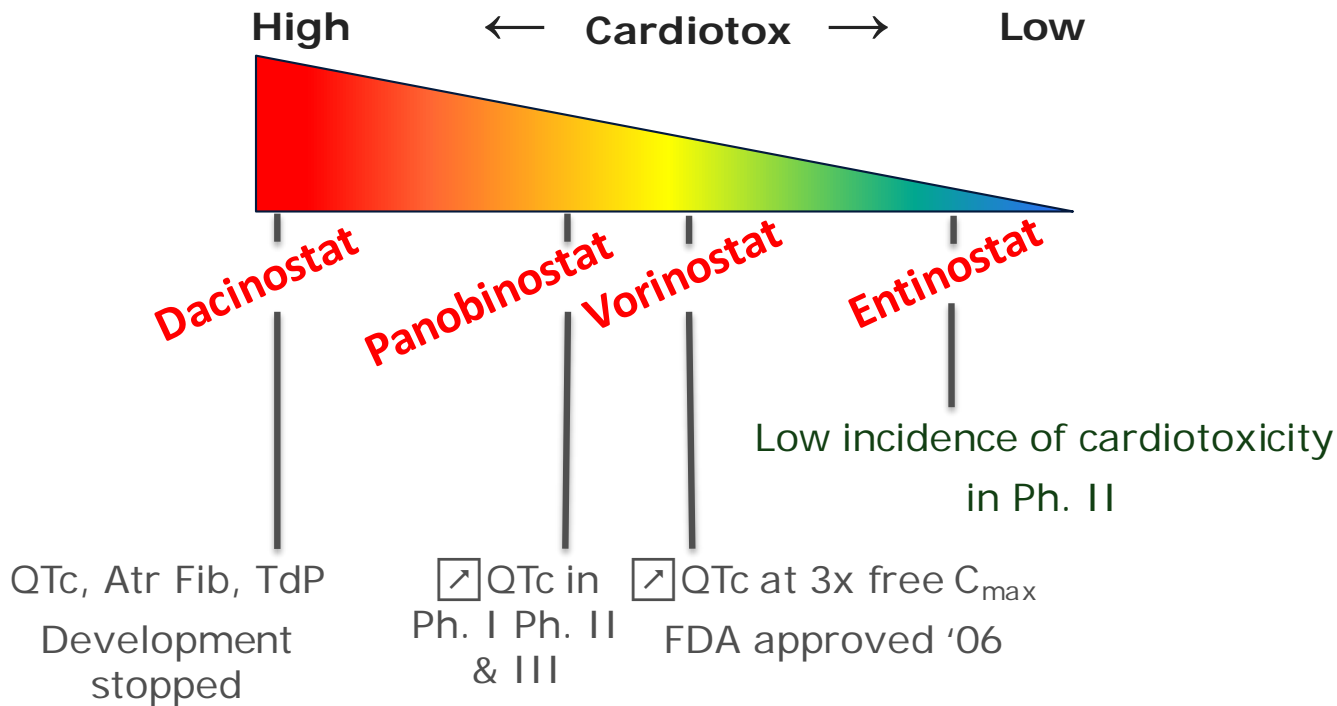 High ← Cardiotox → Low
Dacinostat
Panobinostat
Vorinostat
Entinostat
Low incidence of cardiotoxicity
in Ph. II
QTc, Atr Fib, TdP
Development
stopped
↗QTc in
Ph. I Ph. II
& III
↗QTc at 3x free Cmax
FDA approved ‘06